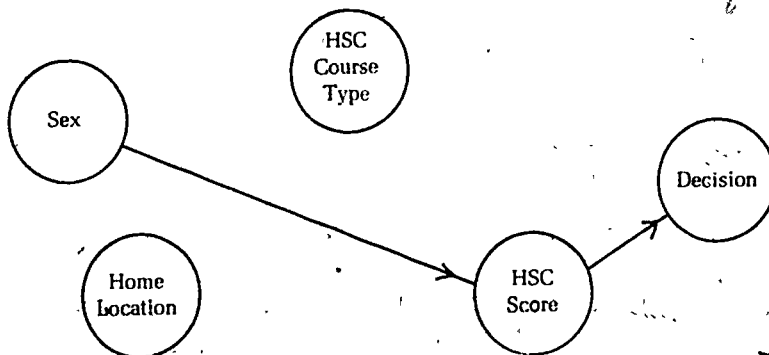 HSC
Course
Type
Sex
Decision
Home
Location
HSC
Score